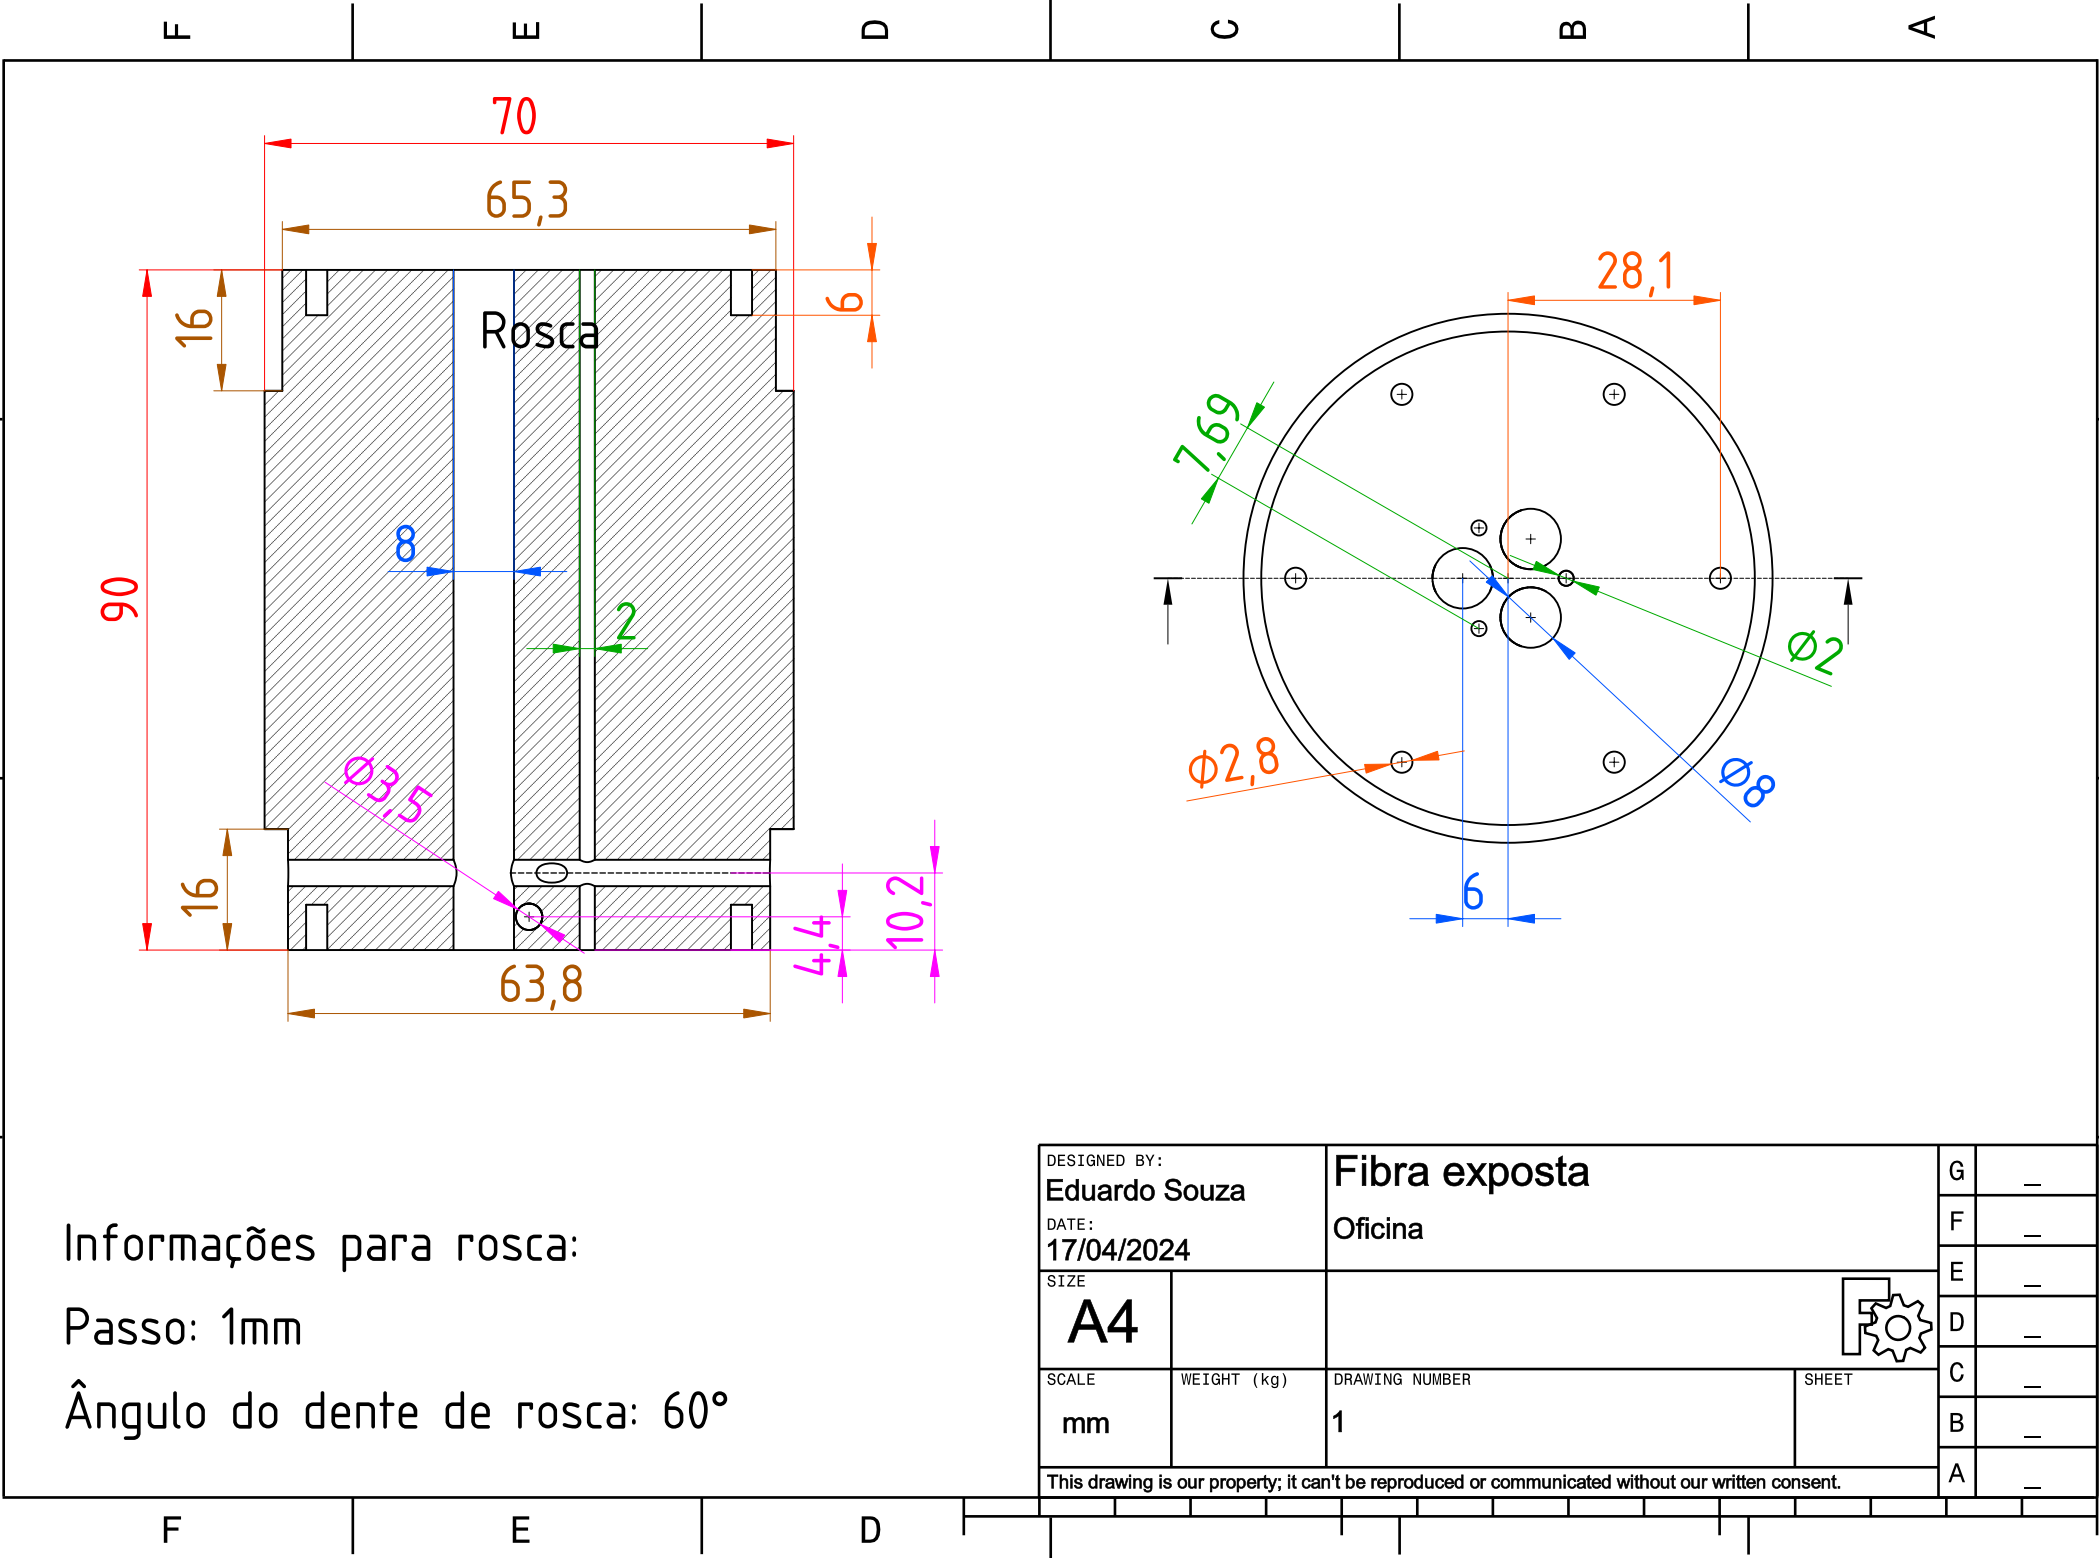 F E D C B A
70
65,3
16
6
Rosca
90
8
2
Ø3,5
16
4,4
10,2
63,8
28,1
7,69
Ø2
Ø2,8
Ø8
6
Informações para rosca:
Passo: 1mm
Ângulo do dente de rosca: 60°
DESIGNED BY:
Eduardo Souza
DATE:
17/04/2024
Fibra exposta
Oficina
SIZE
A4
SCALE
mm
WEIGHT (kg)
DRAWING NUMBER
1
SHEET
G _
F _
E _
D _
C _
B _
A _
This drawing is our property; it can't be reproduced or communicated without our written consent.
F E D